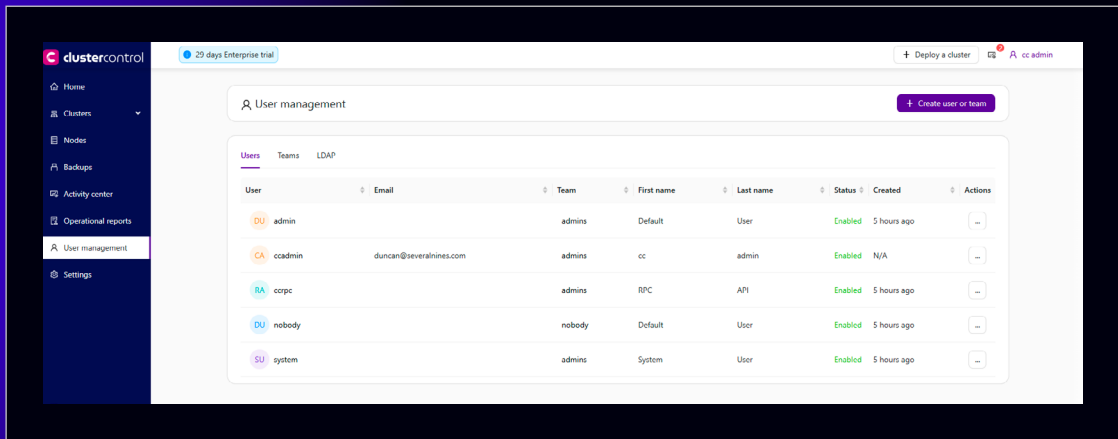 clustercontrol
29 days Enterprise trial
+ Deploy a cluster
2
cc admin
Home
Clusters
Nodes
Backups
Activity center
Operational reports
User management
Settings
User management
+ Create user or team
Users Teams LDAP
User Email Team First name Last name Status Created Actions
DU admin admins Default User Enabled 5 hours ago ...
CA ccadmin duncan@severalnines.com admins cc admin Enabled N/A ...
RA ccrpc admins RPC API Enabled 5 hours ago ...
DU nobody nobody Default User Enabled 5 hours ago ...
SU system admins System User Enabled 5 hours ago ...